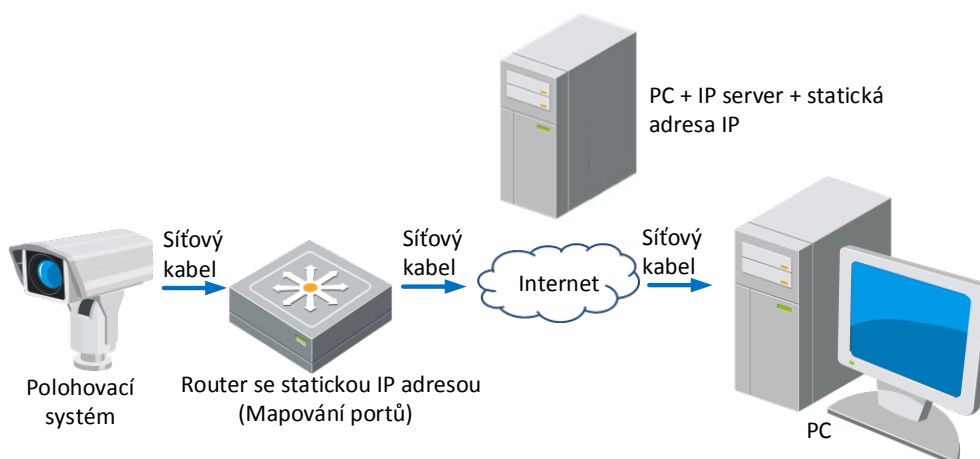 PC + IP server + statická
adresa IP
Síťový
kabel
Síťový
kabel
Síťový
kabel
Internet
Polohovací
systém
Router se statickou IP adresou
(Mapování portů)
PC